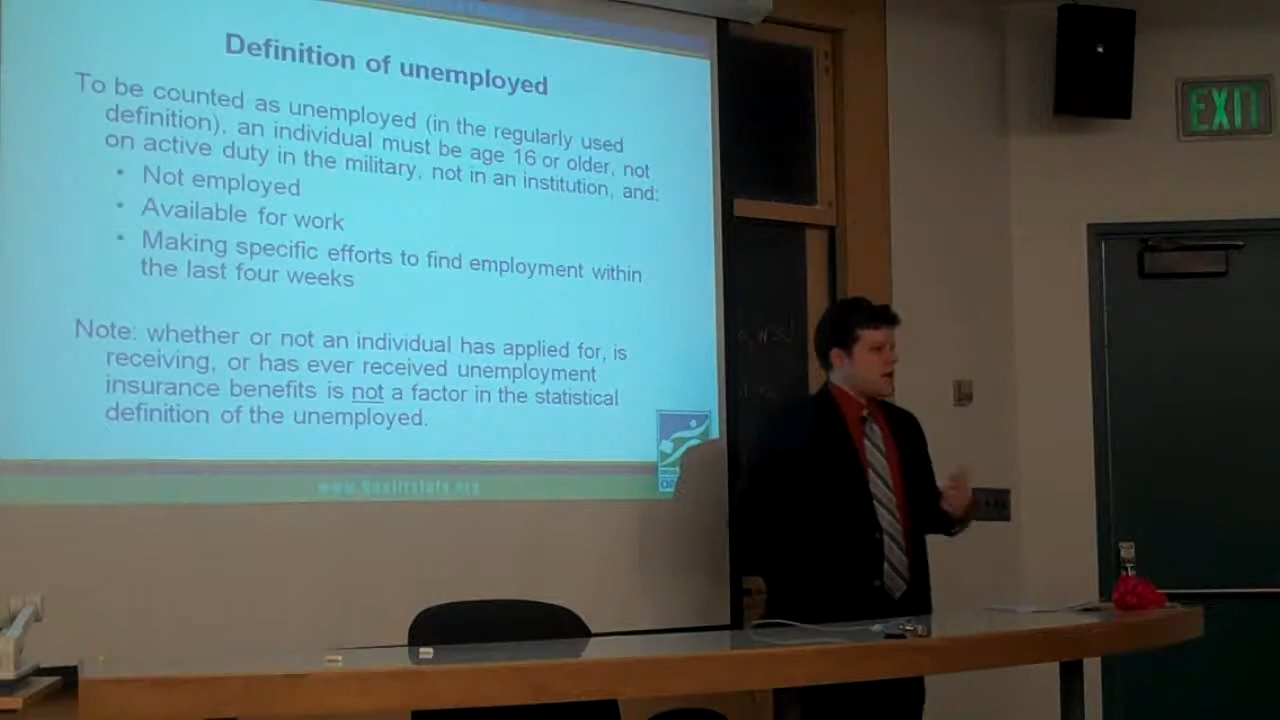 Definition of unemployed
To be counted as unemployed (in the regularly used
definition), an individual must be age 16 or older, not
on active duty in the military, not in an institution, and:
• Not employed
• Available for work
• Making specific efforts to find employment within
the last four weeks
Note: whether or not an individual has applied for, is
receiving, or has ever received unemployment
insurance benefits is not a factor in the statistical
definition of the unemployed.
EXIT